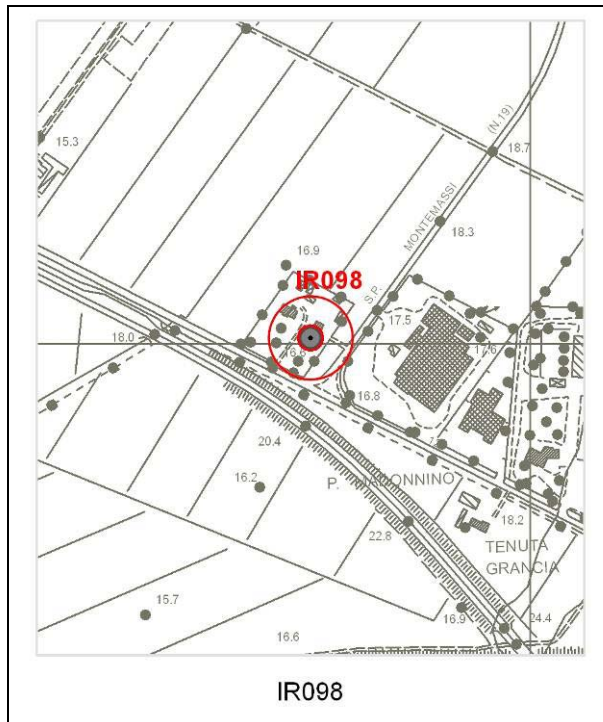 15.3
18.7
(N.19)
MONTEMASSI
S.P.
18.3
16.9
IR098
17.5
18.0
17.6
16.8
20.4
16.2
P. MADONNINO
18.2
22.8
TENUTA
GRANCIA
15.7
16.9
24.4
16.6
IR098